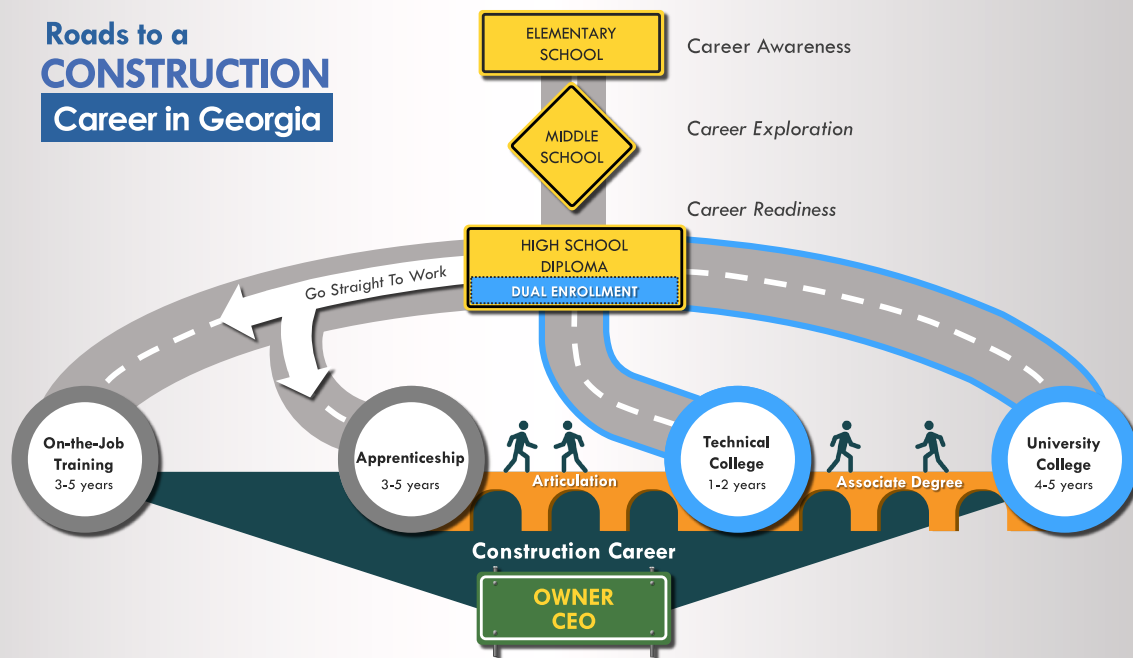 Roads to a
CONSTRUCTION
Career in Georgia
ELEMENTARY
SCHOOL
Career Awareness
MIDDLE
SCHOOL
Career Exploration
Career Readiness
HIGH SCHOOL
DIPLOMA
DUAL ENROLLMENT
Go Straight To Work
On-the-Job
Training
3-5 years
Apprenticeship
3-5 years
Articulation
Technical
College
1-2 years
Associate Degree
University
College
4-5 years
Construction Career
OWNER
CEO